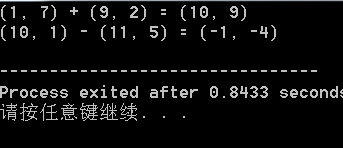 (1, 7) + (9, 2) = (10, 9)
(10, 1) - (11, 5) = (-1, -4)
--------------------------------
Process exited after 0.8433 seconds
请按任意键继续. . .